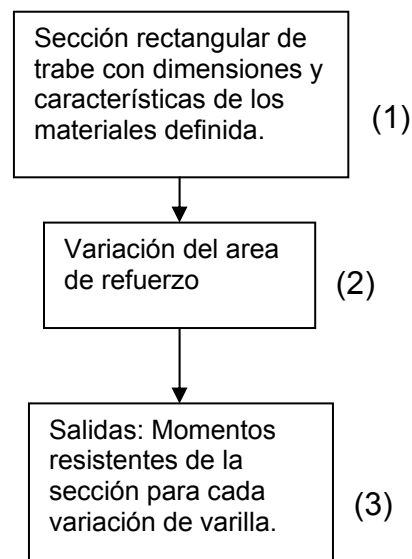 Sección rectangular de
trabe con dimensiones y
características de los
materiales definida.
(1)
Variación del area
de refuerzo
(2)
Salidas: Momentos
resistentes de la
sección para cada
variación de varilla.
(3)